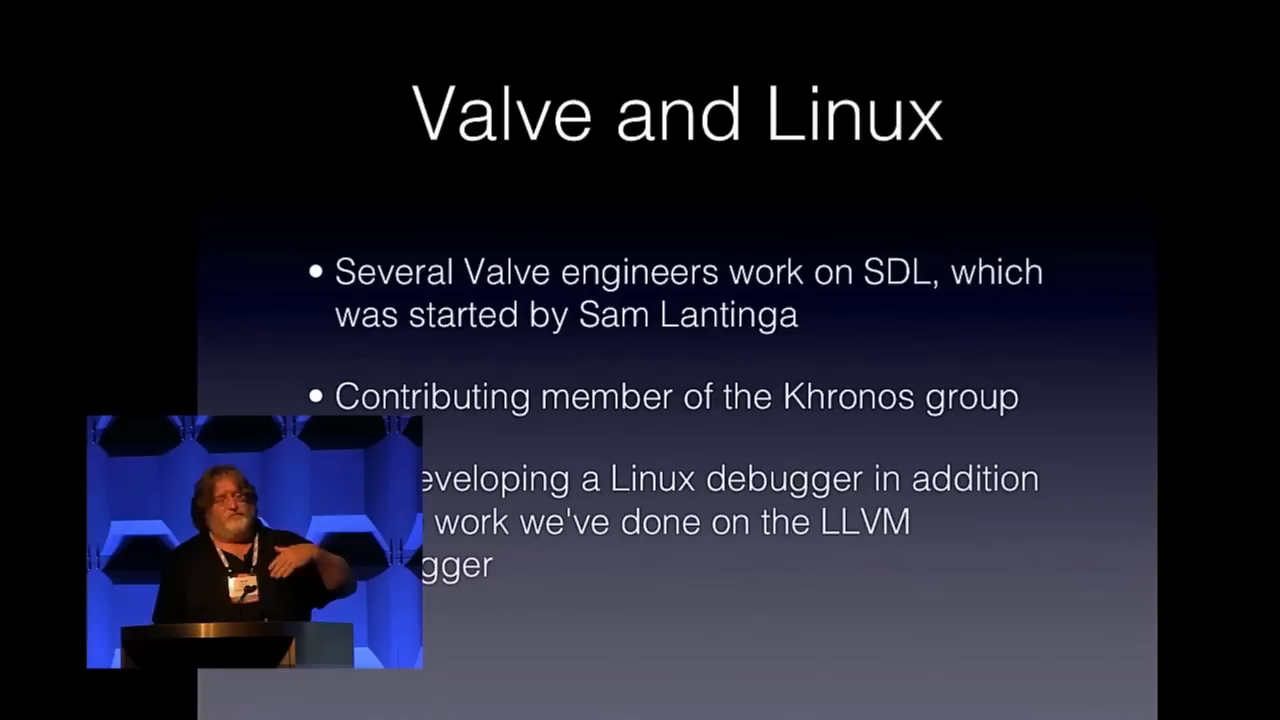 Valve and Linux
• Several Valve engineers work on SDL, which
was started by Sam Lantinga
• Contributing member of the Khronos group
eveloping a Linux debugger in addition
work we've done on the LLVM
gger